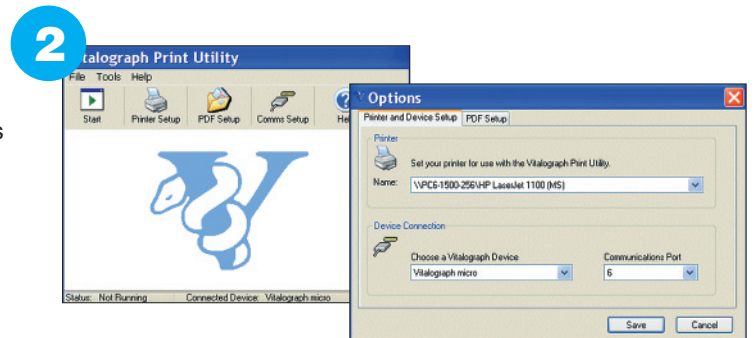 2
Vitalograph Print Utility
File Tools Help
Start Printer Setup PDF Setup Comms Setup
Status: Not Running Connected Device: Vitalograph micro
s
Options
Printer and Device Setup PDF Setup
Printer
Set your printer for use with the Vitalograph Print Utility.
Name: \\PC6-1500-256\HP LaserJet 1100 (MS)
Device Connection
Choose a Vitalograph Device Communications Port
Vitalograph micro 6
Save Cancel